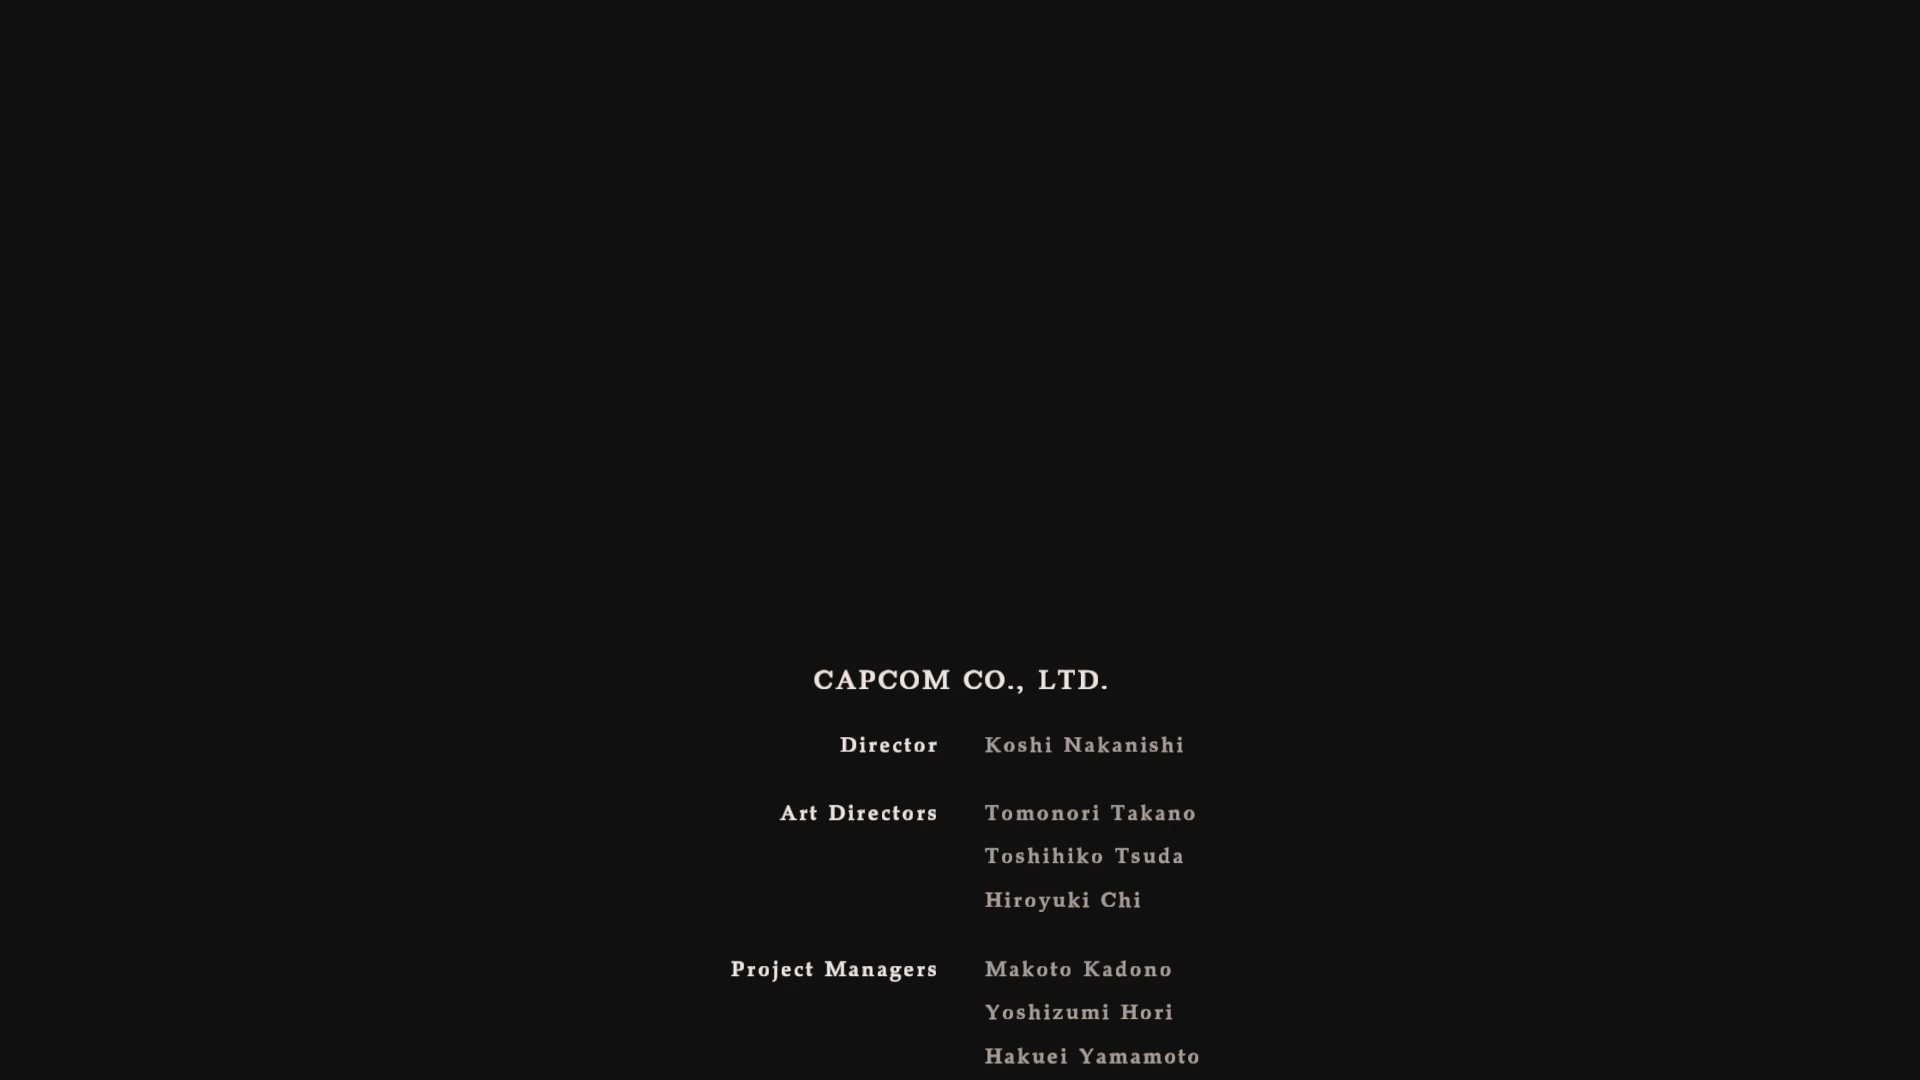 CAPCOM CO., LTD.
Director Koshi Nakanishi
Art Directors Tomonori Takano
Toshihiko Tsuda
Hiroyuki Chi
Project Managers Makoto Kadono
Yoshizumi Hori
Hakuei Yamamoto